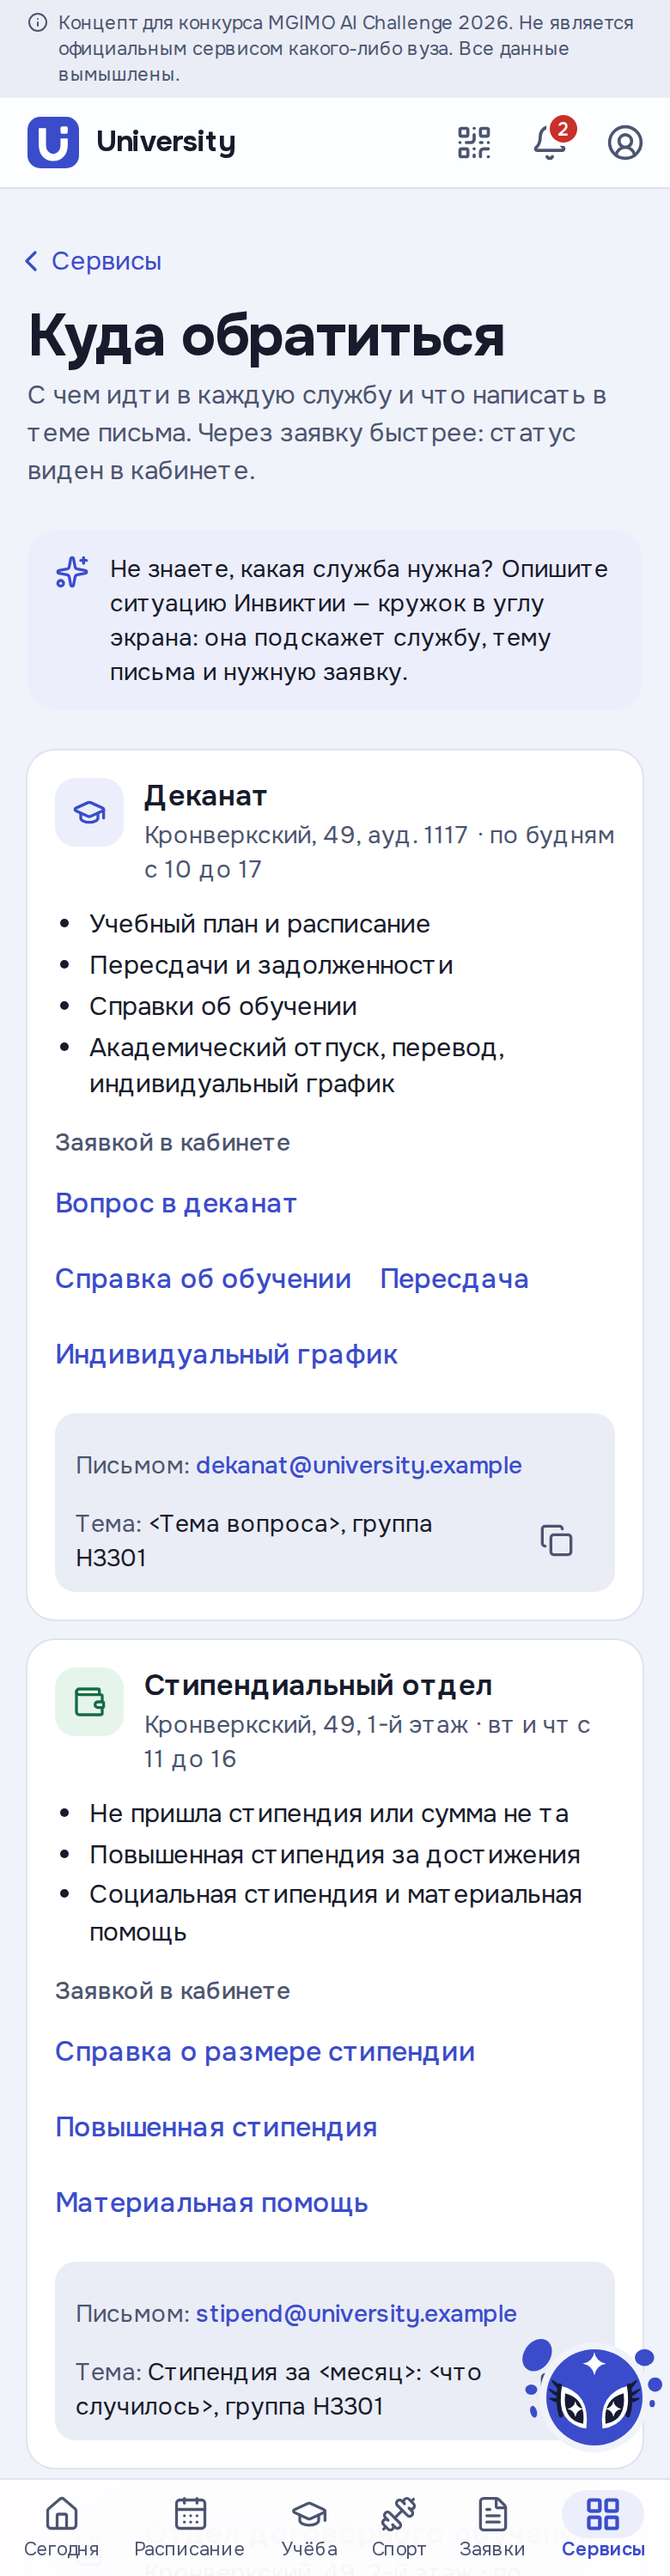 Концепт для конкурса MGIMO AI Challenge 2026. Не является
официальным сервисом какого-либо вуза. Все данные
вымышлены.
University
2
Сервисы
Куда обратиться
С чем идти в каждую службу и что написать в
теме письма. Через заявку быстрее: статус
виден в кабинете.
Не знаете, какая служба нужна? Опишите
ситуацию Инвиктии — кружок в углу
экрана: она подскажет службу, тему
письма и нужную заявку.
Деканат
Кронверкский, 49, ауд. 1117 · по будням
с 10 до 17
• Учебный план и расписание
• Пересдачи и задолженности
• Справки об обучении
• Академический отпуск, перевод,
индивидуальный график
Заявкой в кабинете
Вопрос в деканат
Справка об обучении Пересдача
Индивидуальный график
Письмом: dekanat@university.example
Тема: <Тема вопроса>, группа
Н3301
Стипендиальный отдел
Кронверкский, 49, 1-й этаж · вт и чт с
11 до 16
• Не пришла стипендия или сумма не та
• Повышенная стипендия за достижения
• Социальная стипендия и материальная
помощь
Заявкой в кабинете
Справка о размере стипендии
Повышенная стипендия
Материальная помощь
Письмом: stipend@university.example
Тема: Стипендия за <месяц>: <что
случилось>, группа Н3301
Сегодня Расписание Учёба Спорт Заявки Сервисы